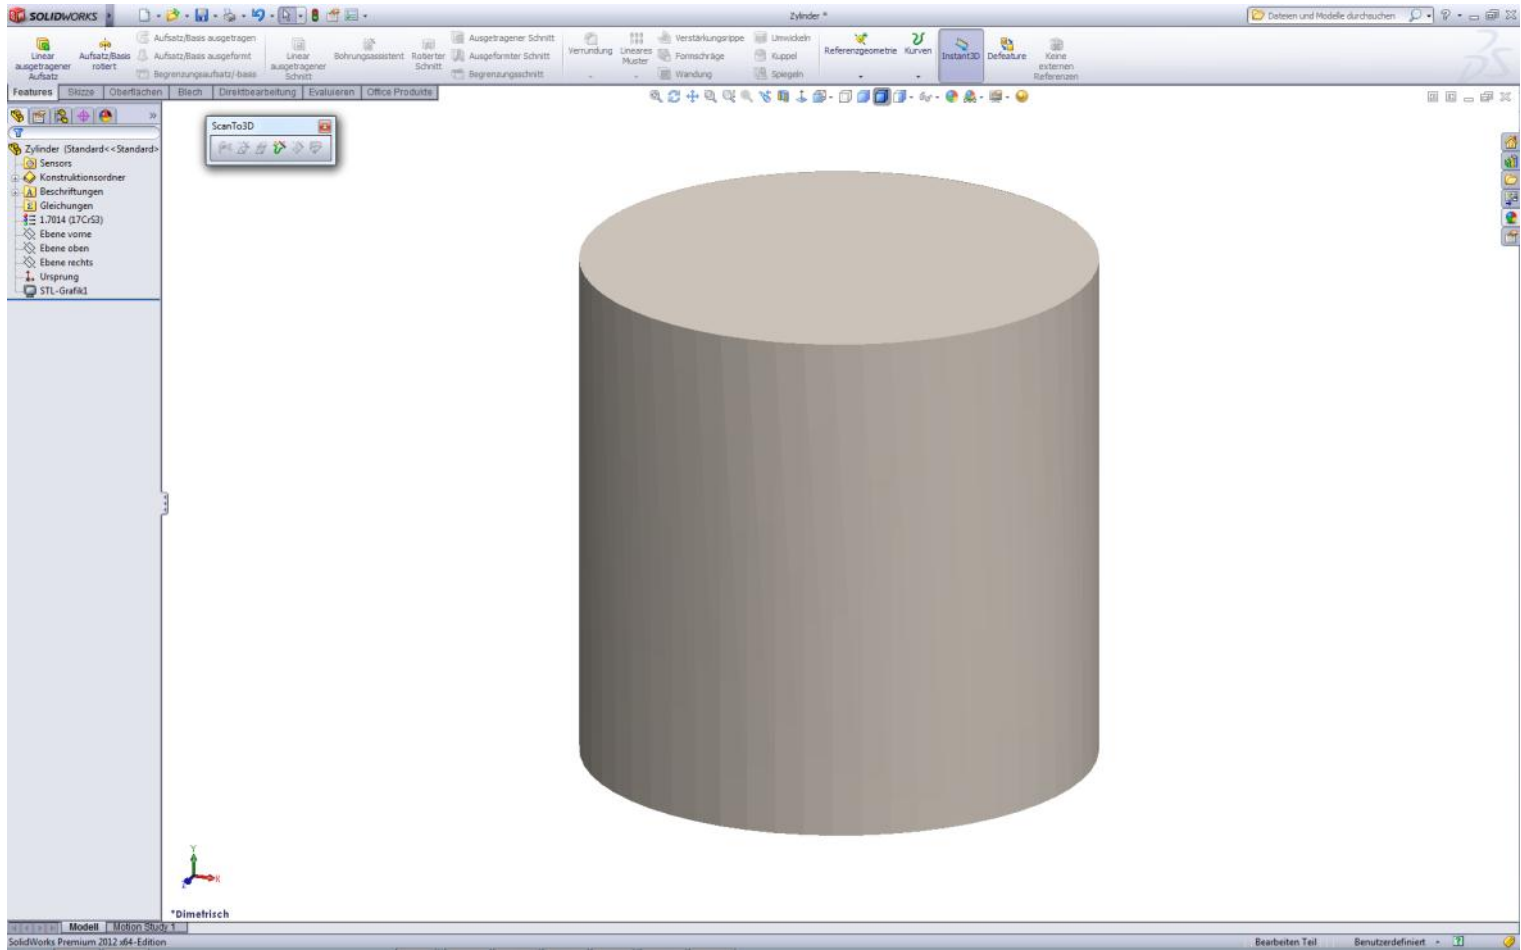 SOLIDWORKS
Zylinder *
Dateien und Modelle durchsuchen
Linear ausgetragener Aufsatz
Aufsatz/Basis rotiert
Aufsatz/Basis ausgetragen
Aufsatz/Basis ausgeformt
Begrenzungsaufsatz/-basis
Linear ausgetragener Schnitt
Bohrungsassistent
Rotierter Schnitt
Ausgetragener Schnitt
Ausgeformter Schnitt
Begrenzungsschnitt
Verrundung
Lineares Muster
Verstärkungsrippe
Formschräge
Wandung
Umwickeln
Kuppel
Spiegeln
Referenzgeometrie
Kurven
Instant3D
Defeature
Keine externen Referenzen
Features Skizze Oberflächen Blech Direktbearbeitung Evaluieren Office Produkte
ScanTo3D
Zylinder (Standard<<Standard>
Sensors
Konstruktionsordner
Beschriftungen
Gleichungen
1.7014 (17CrS3)
Ebene vorne
Ebene oben
Ebene rechts
Ursprung
STL-Grafik1
Y
X
Z
*Dimetrisch
Modell Motion Study 1
SolidWorks Premium 2012 x64-Edition
Bearbeiten Teil
Benutzerdefiniert